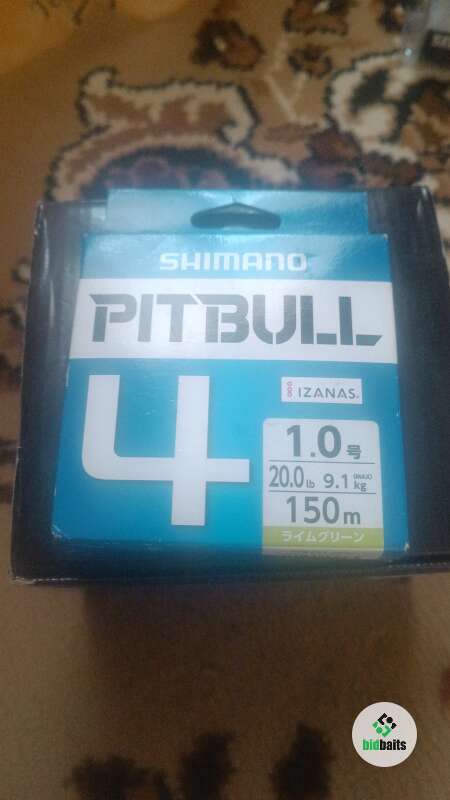 SHIMANO
PITBULL
4
IZANAS
1.0号
20.0lb 9.1kg (MAX)
150m
ライムグリーン
bidbaits